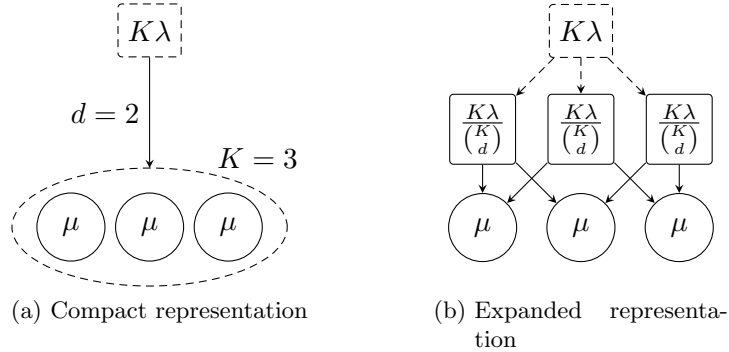 Kλ
d = 2
K = 3
μ μ μ
(a) Compact representation
Kλ
Kλ Kλ Kλ
(K d) (K d) (K d)
μ μ μ
(b) Expanded representa-
tion